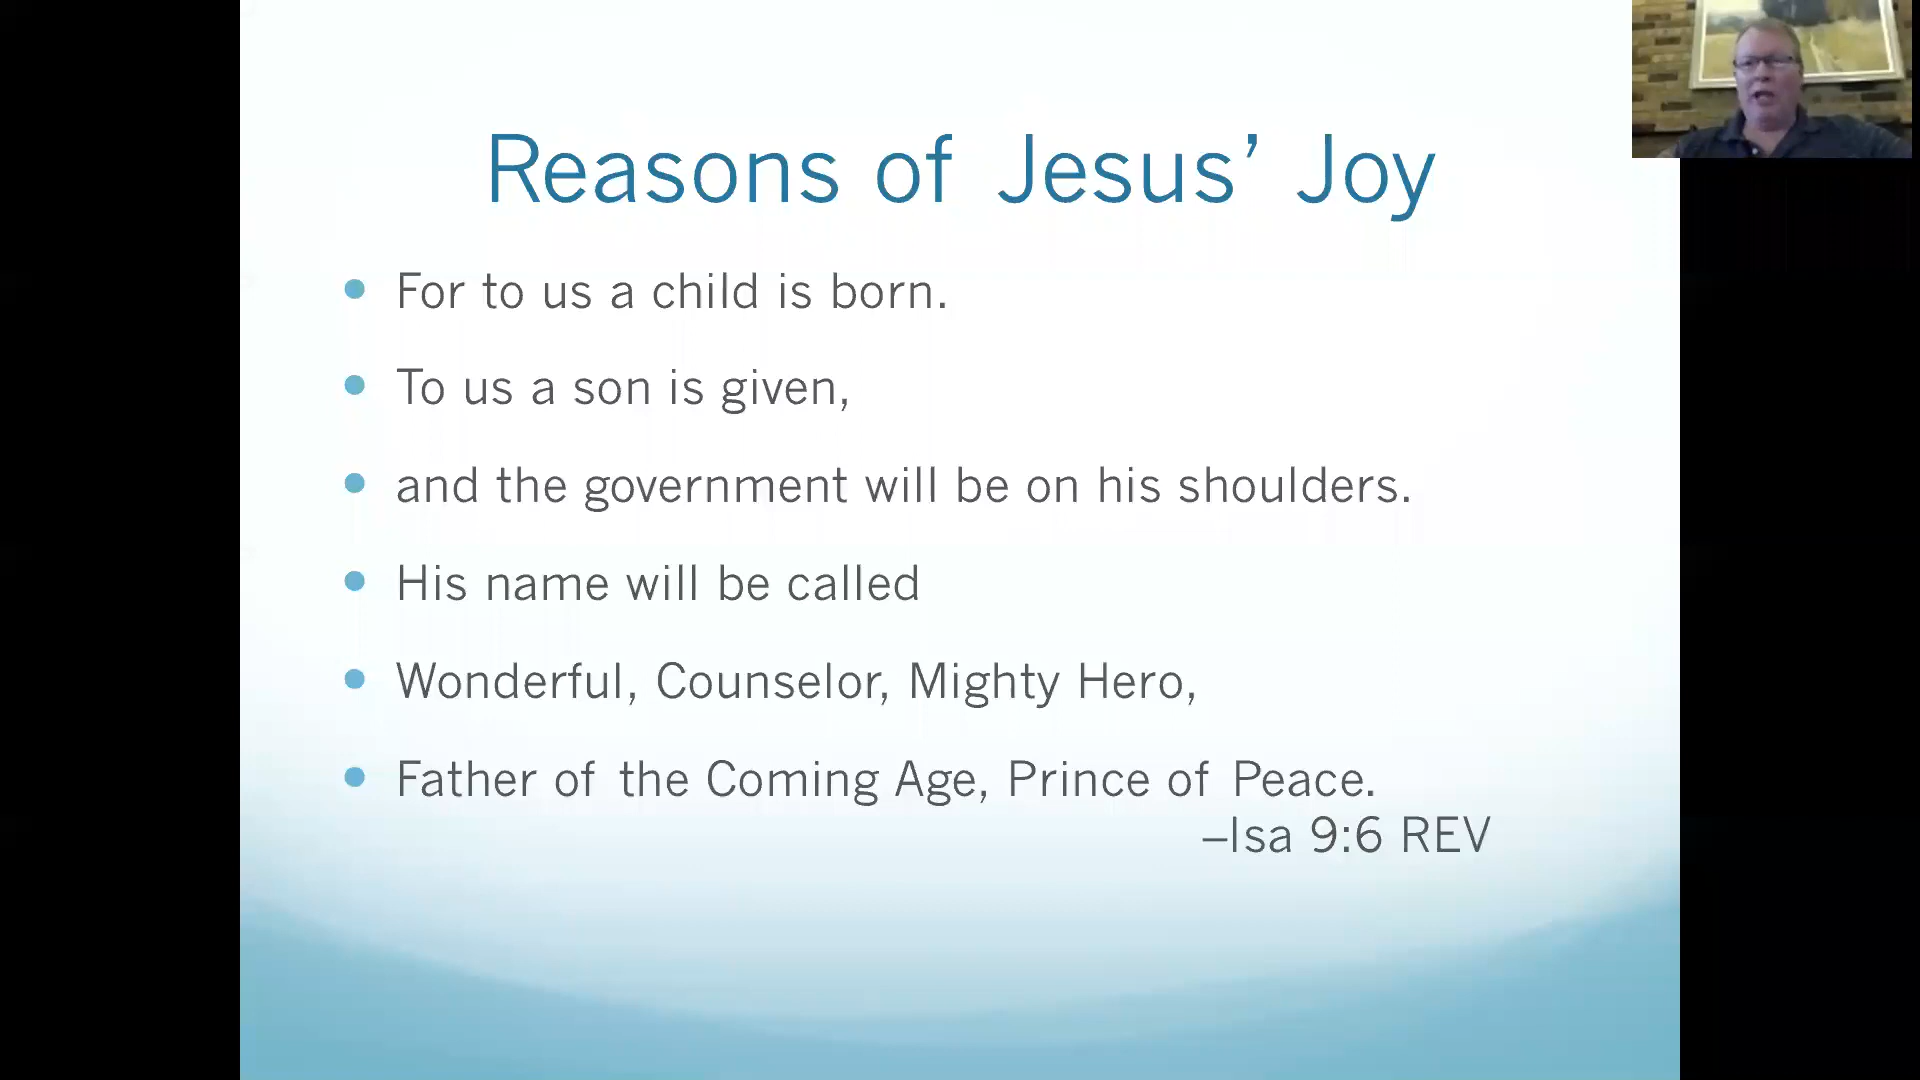 Reasons of Jesus’ Joy
• For to us a child is born.
• To us a son is given,
• and the government will be on his shoulders.
• His name will be called
• Wonderful, Counselor, Mighty Hero,
• Father of the Coming Age, Prince of Peace.
–Isa 9:6 REV